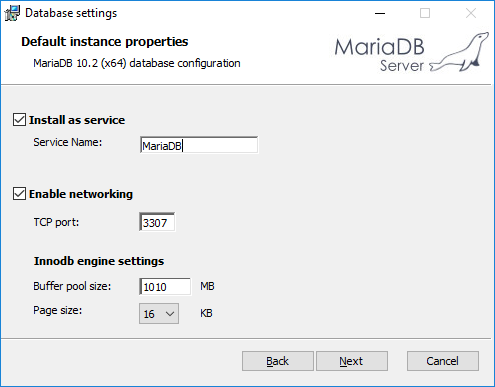 Database settings
Default instance properties
MariaDB 10.2 (x64) database configuration
MariaDB
Server
Install as service
Service Name: MariaDB
Enable networking
TCP port: 3307
Innodb engine settings
Buffer pool size: 1010 MB
Page size: 16 KB
Back Next Cancel